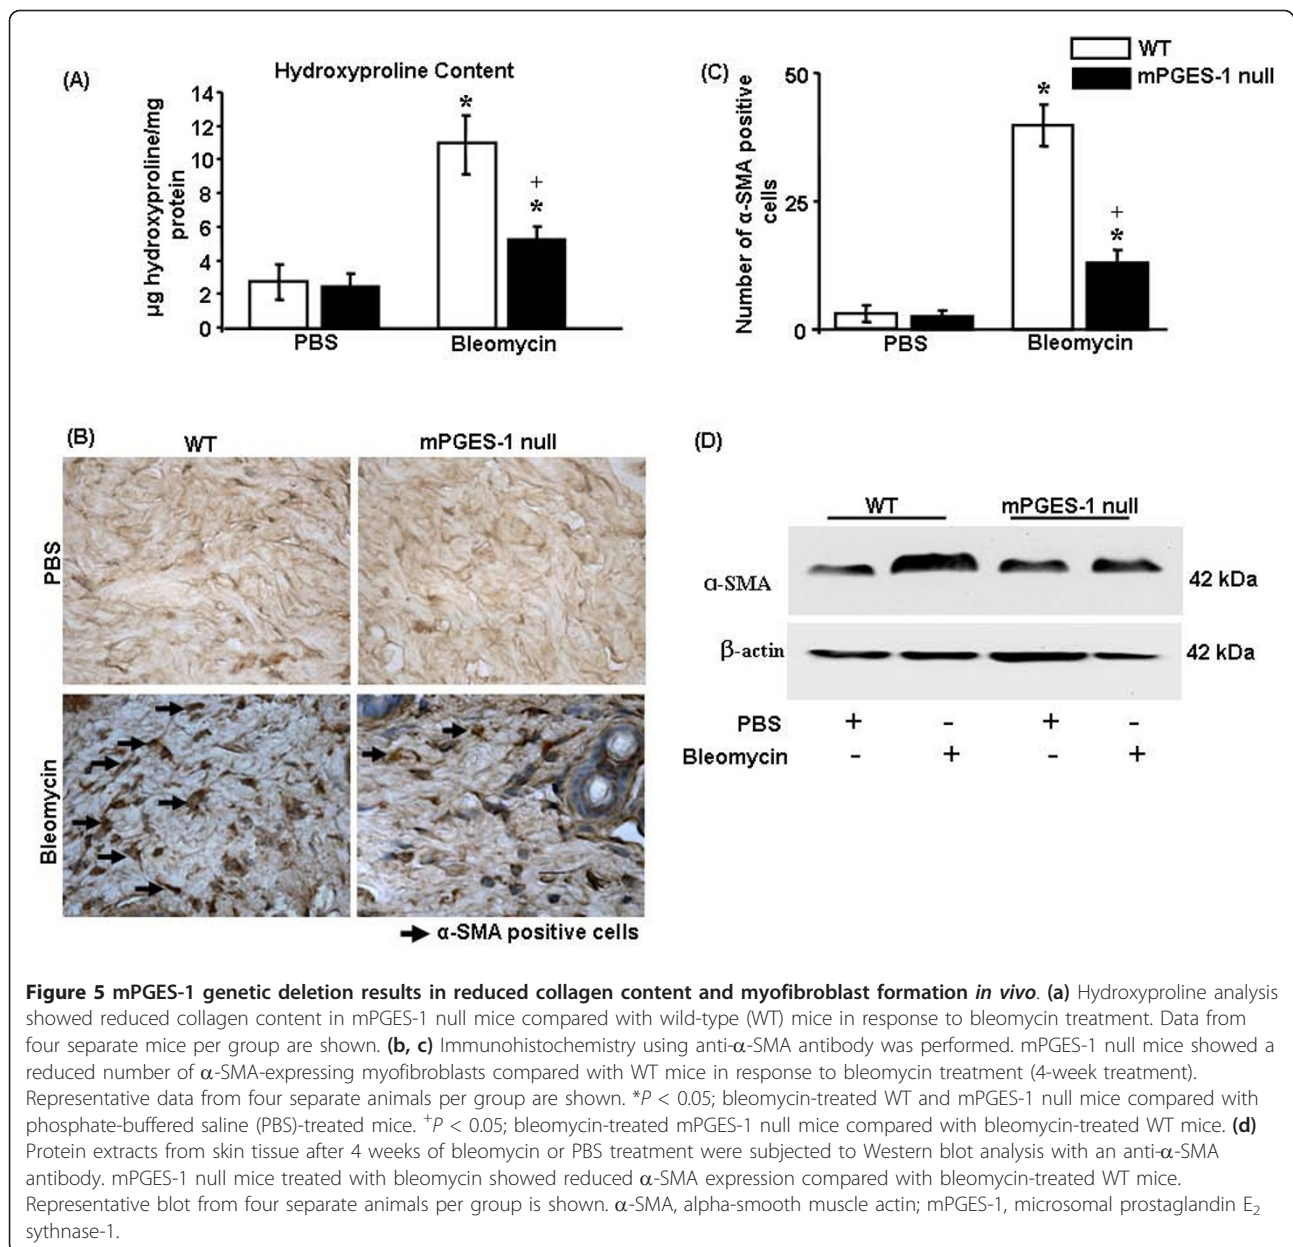 (A)
Hydroxyproline Content
µg hydroxyproline/mg
protein
14
12
10
8
6
4
2
0
*
+
*
PBS
Bleomycin
(C)
WT
mPGES-1 null
Number of α-SMA positive
cells
50
25
0
*
+
*
PBS
Bleomycin
(B)
WT
mPGES-1 null
PBS
Bleomycin
α-SMA positive cells
(D)
WT
mPGES-1 null
α-SMA
42 kDa
β-actin
42 kDa
PBS + - + -
Bleomycin - + - +
Figure 5 mPGES-1 genetic deletion results in reduced collagen content and myofibroblast formation in vivo. (a) Hydroxyproline analysis
showed reduced collagen content in mPGES-1 null mice compared with wild-type (WT) mice in response to bleomycin treatment. Data from
four separate mice per group are shown. (b, c) Immunohistochemistry using anti-α-SMA antibody was performed. mPGES-1 null mice showed a
reduced number of α-SMA-expressing myofibroblasts compared with WT mice in response to bleomycin treatment (4-week treatment).
Representative data from four separate animals per group are shown. *P < 0.05; bleomycin-treated WT and mPGES-1 null mice compared with
phosphate-buffered saline (PBS)-treated mice. +P < 0.05; bleomycin-treated mPGES-1 null mice compared with bleomycin-treated WT mice. (d)
Protein extracts from skin tissue after 4 weeks of bleomycin or PBS treatment were subjected to Western blot analysis with an anti-α-SMA
antibody. mPGES-1 null mice treated with bleomycin showed reduced α-SMA expression compared with bleomycin-treated WT mice.
Representative blot from four separate animals per group is shown. α-SMA, alpha-smooth muscle actin; mPGES-1, microsomal prostaglandin E2
sythnase-1.